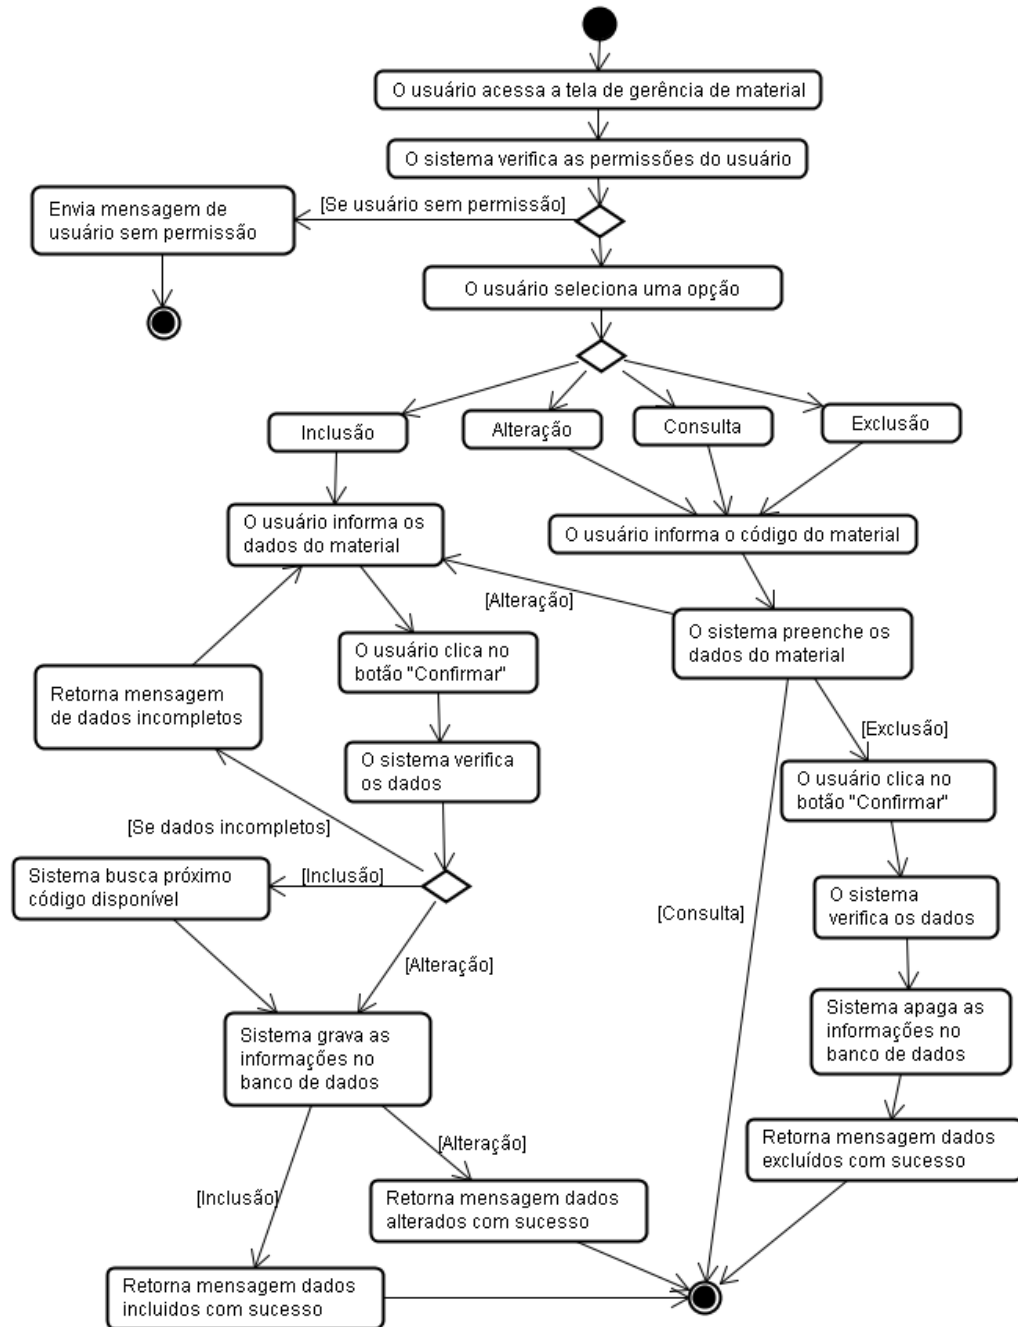 O usuário acessa a tela de gerência de material
O sistema verifica as permissões do usuário
[Se usuário sem permissão]
Envia mensagem de
usuário sem permissão
O usuário seleciona uma opção
Inclusão
Alteração
Consulta
Exclusão
O usuário informa os
dados do material
O usuário informa o código do material
[Alteração]
O sistema preenche os
dados do material
O usuário clica no
botão "Confirmar"
Retorna mensagem
de dados incompletos
[Exclusão]
O sistema verifica
os dados
O usuário clica no
botão "Confirmar"
[Se dados incompletos]
Sistema busca próximo
código disponível
[Inclusão]
[Consulta]
O sistema
verifica os dados
[Alteração]
Sistema grava as
informações no
banco de dados
Sistema apaga as
informações no
banco de dados
[Alteração]
Retorna mensagem dados
excluídos com sucesso
[Inclusão]
Retorna mensagem dados
alterados com sucesso
Retorna mensagem dados
incluidos com sucesso